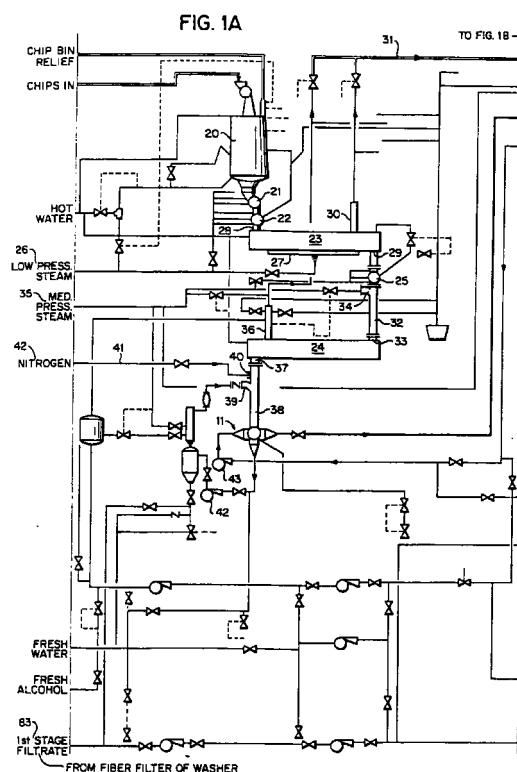 FIG. 1A
31
TO FIG. 1B
CHIP BIN
RELIEF
CHIPS IN
20
21
22
28
30
HOT
WATER
23
29
26
27
LOW PRESS.
STEAM
25
35
MED.
PRESS.
STEAM
34
32
36
33
24
42
41
37
NITROGEN
40
39
38
11
43
42
FRESH
WATER
FRESH
ALCOHOL
83
1st STAGE
FILTRATE
FROM FIBER FILTER OF WASHER